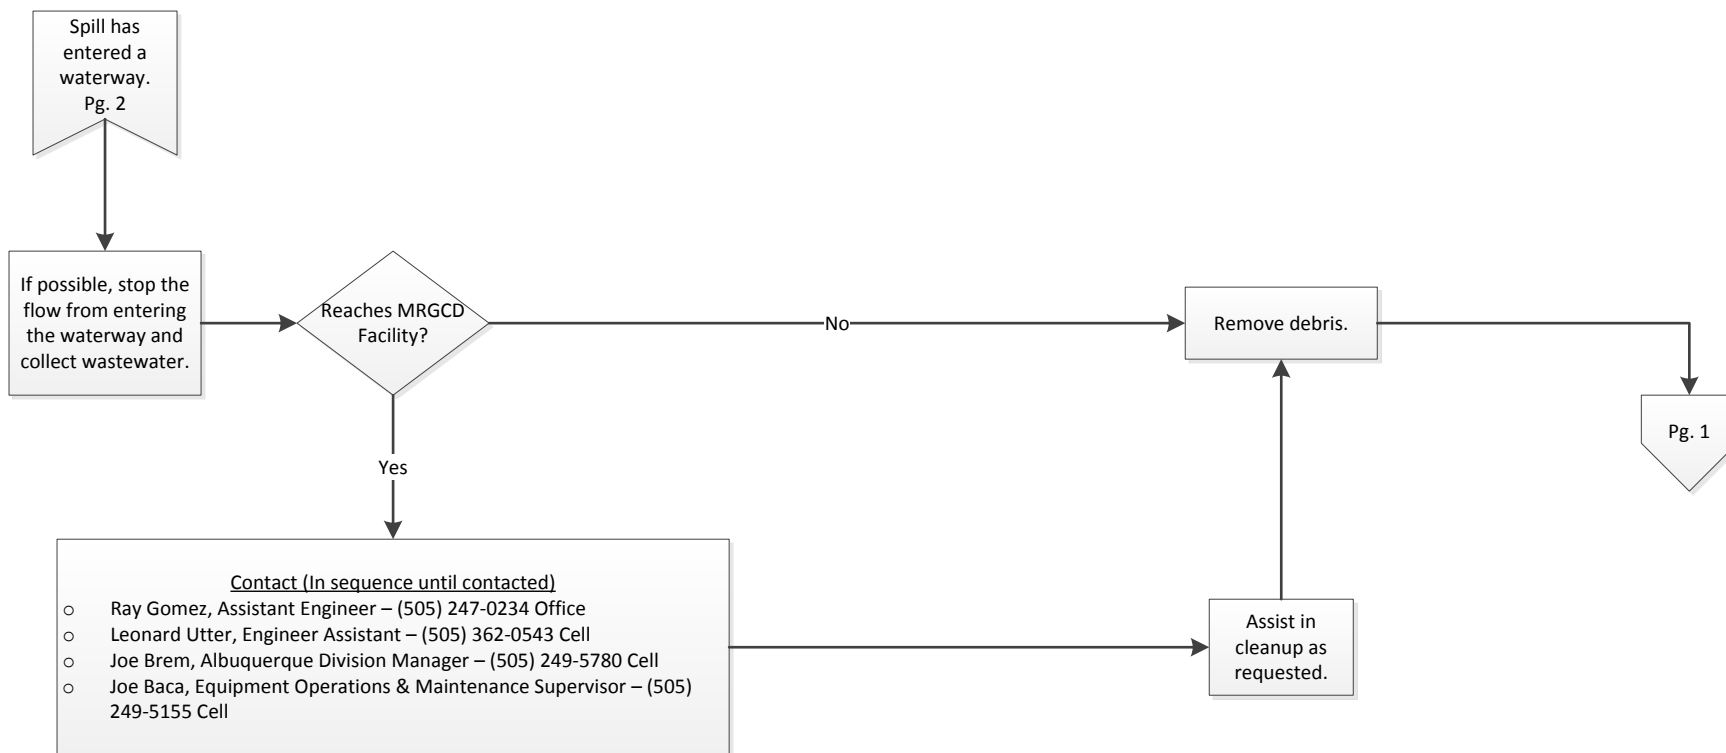 Spill has
entered a
waterway.
Pg. 2
If possible, stop the
flow from entering
the waterway and
collect wastewater.
Reaches MRGCD
Facility?
No
Remove debris.
Pg. 1
Yes
Contact (In sequence until contacted)
o Ray Gomez, Assistant Engineer – (505) 247-0234 Office
o Leonard Utter, Engineer Assistant – (505) 362-0543 Cell
o Joe Brem, Albuquerque Division Manager – (505) 249-5780 Cell
o Joe Baca, Equipment Operations & Maintenance Supervisor – (505)
249-5155 Cell
Assist in
cleanup as
requested.